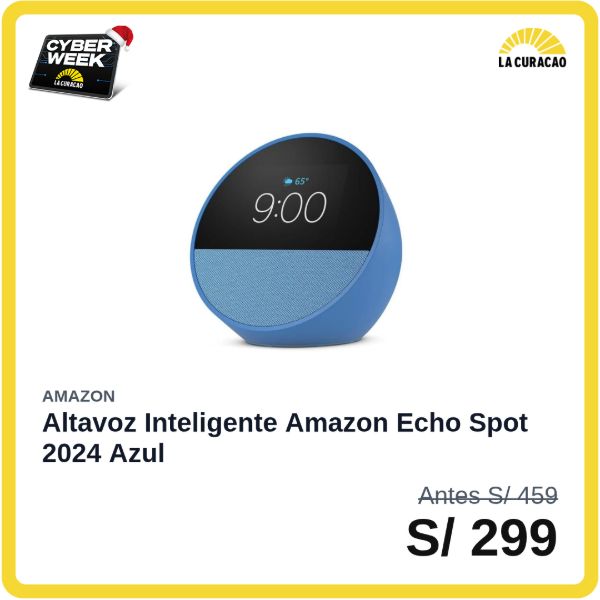 CYBER
WEEK
LA CURACAO
LA CURACAO
65°
9:00
AMAZON
Altavoz Inteligente Amazon Echo Spot
2024 Azul
Antes S/ 459
S/ 299